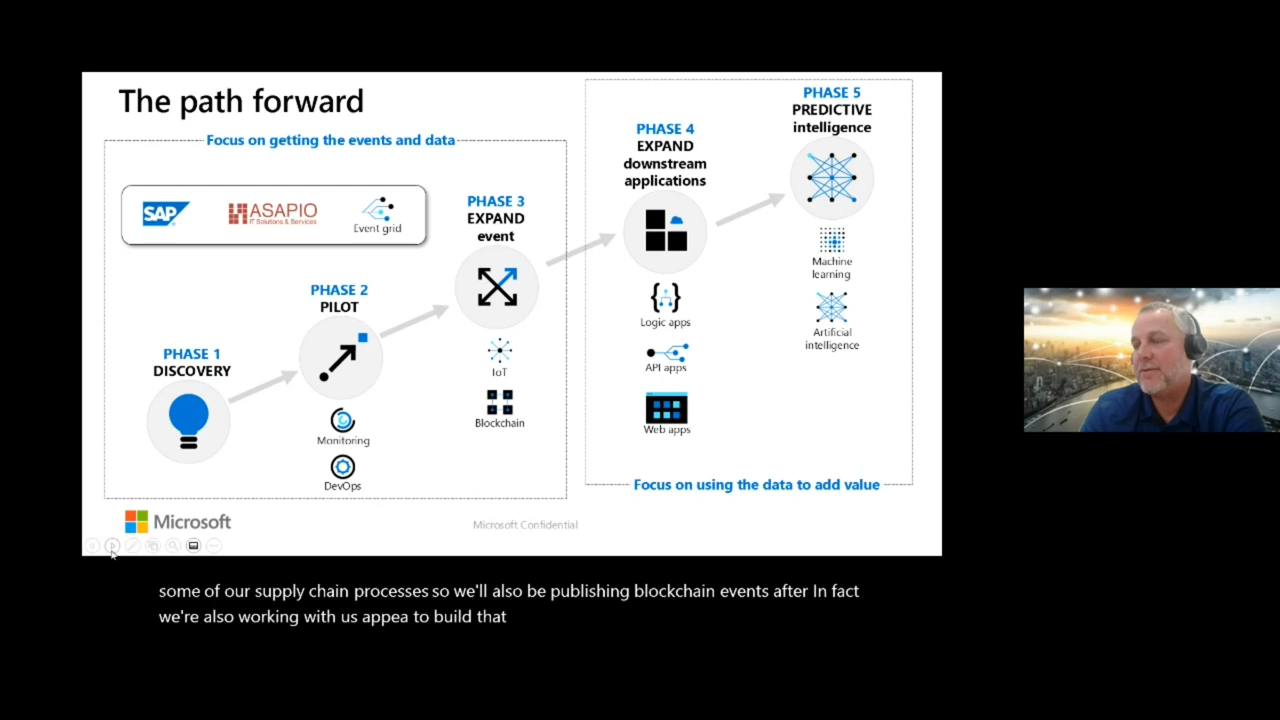 The path forward
Focus on getting the events and data
SAP
ASAPIO
IT Solutions & Services
Event grid
PHASE 1
DISCOVERY
PHASE 2
PILOT
Monitoring
DevOps
PHASE 3
EXPAND
event
IoT
Blockchain
PHASE 4
EXPAND
downstream
applications
Logic apps
API apps
Web apps
PHASE 5
PREDICTIVE
intelligence
Machine
learning
Artificial
intelligence
Focus on using the data to add value
Microsoft
Microsoft Confidential
some of our supply chain processes so we'll also be publishing blockchain events after In fact
we're also working with us appea to build that